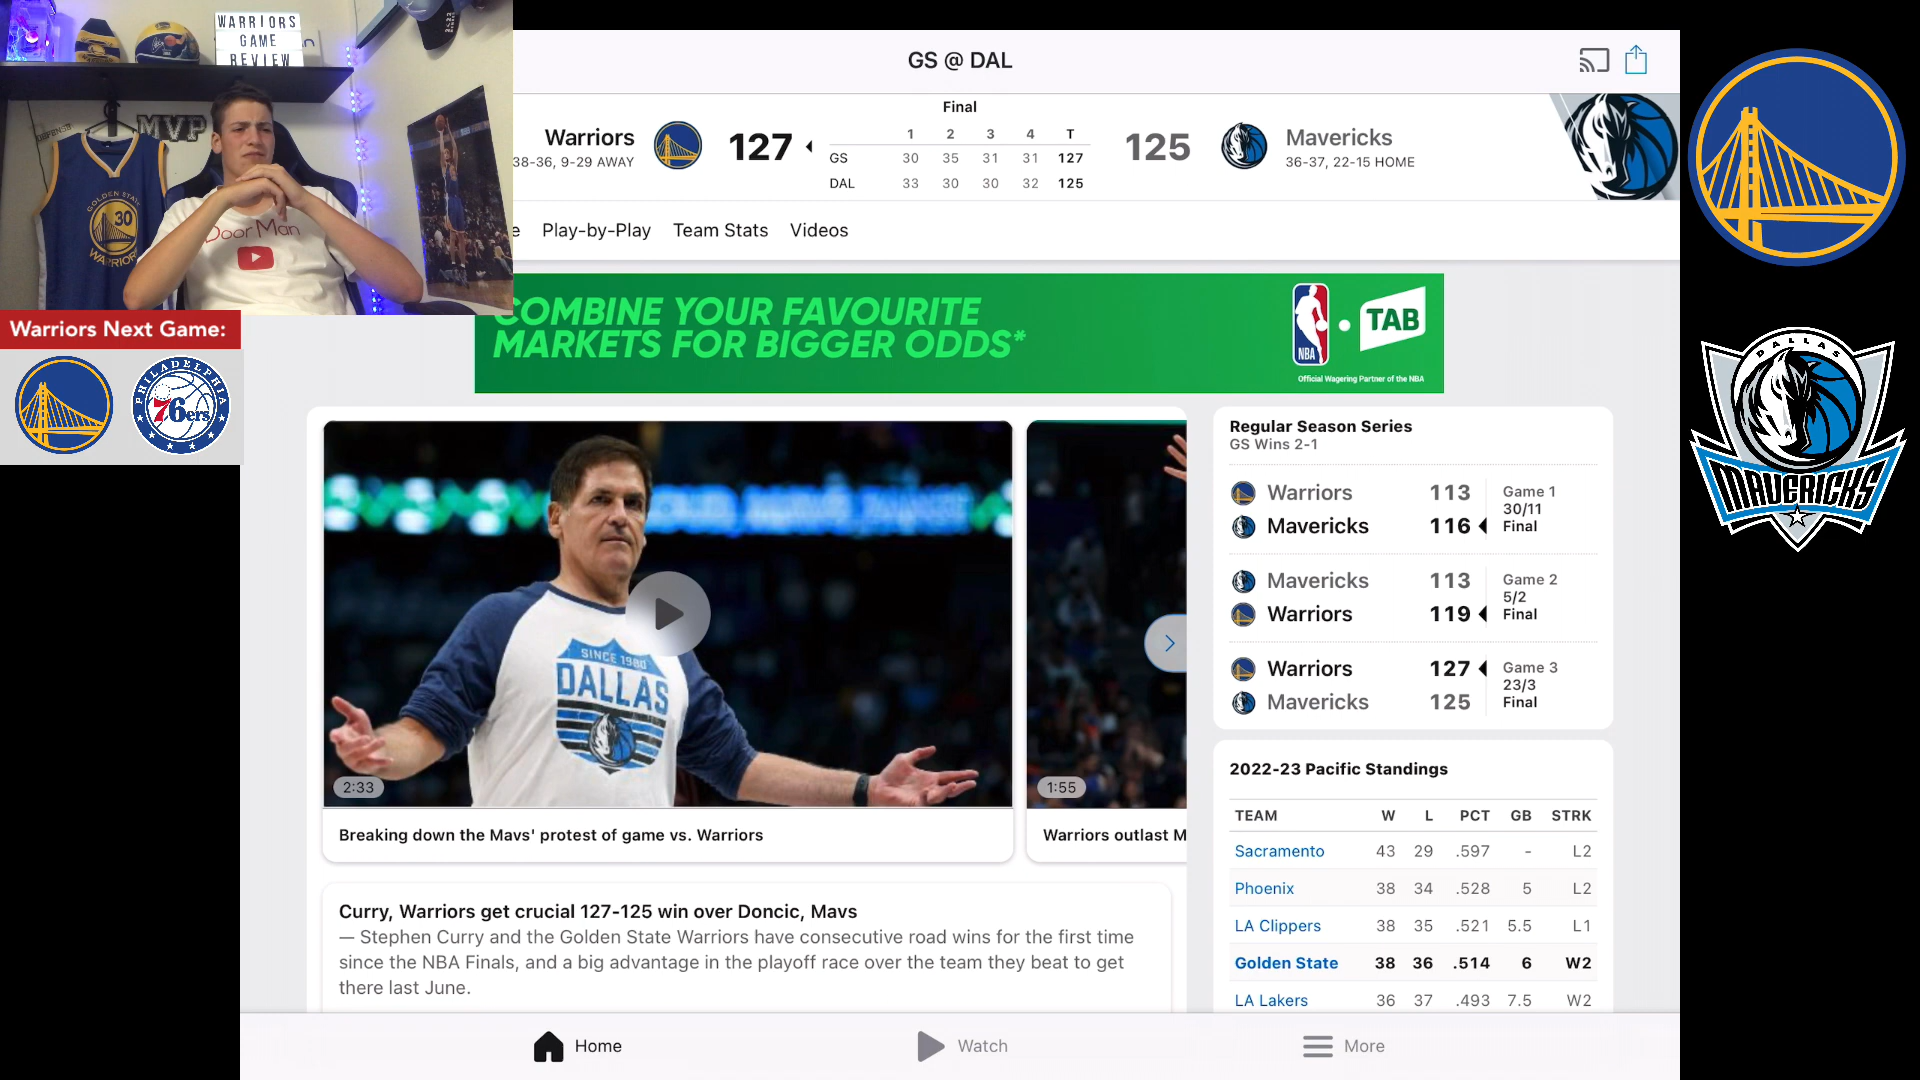 WARRIORS
GAME
REVIEW
MVP
GOLDEN STATE
30
WARRIORS
DoorMan
GS @ DAL
Final
Warriors
38-36, 9-29 AWAY
127
1 2 3 4 T
GS 30 35 31 31 127
DAL 33 30 30 32 125
125
Mavericks
36-37, 22-15 HOME
e Play-by-Play Team Stats Videos
COMBINE YOUR FAVOURITE
MARKETS FOR BIGGER ODDS*
NBA
TAB
Official Wagering Partner of the NBA
Warriors Next Game:
PHILADELPHIA
76ers
DALLAS
MAVERICKS
SINCE 1980
DALLAS
2:33
Breaking down the Mavs' protest of game vs. Warriors
1:55
Warriors outlast M
Regular Season Series
GS Wins 2-1
Warriors 113
Mavericks 116
Game 1
30/11
Final
Mavericks 113
Warriors 119
Game 2
5/2
Final
Warriors 127
Mavericks 125
Game 3
23/3
Final
2022-23 Pacific Standings
TEAM W L PCT GB STRK
Sacramento 43 29 .597 - L2
Phoenix 38 34 .528 5 L2
LA Clippers 38 35 .521 5.5 L1
Golden State 38 36 .514 6 W2
LA Lakers 36 37 .493 7.5 W2
Curry, Warriors get crucial 127-125 win over Doncic, Mavs
— Stephen Curry and the Golden State Warriors have consecutive road wins for the first time
since the NBA Finals, and a big advantage in the playoff race over the team they beat to get
there last June.
Home
Watch
More